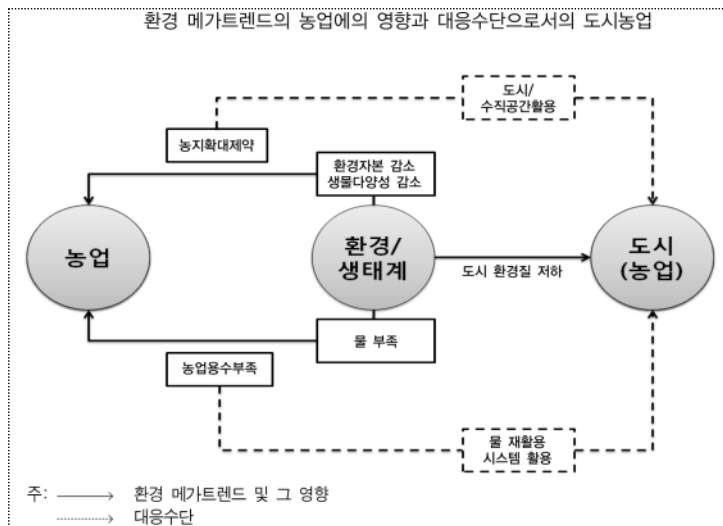 환경 메가트렌드의 농업에의 영향과 대응수단으로서의 도시농업
도시/
수직공간활용
농지확대제약
환경자본 감소
생물다양성 감소
농업
환경/
생태계
도시
(농업)
도시 환경질 저하
물 부족
농업용수부족
물 재활용
시스템 활용
주: 환경 메가트렌드 및 그 영향
대응수단